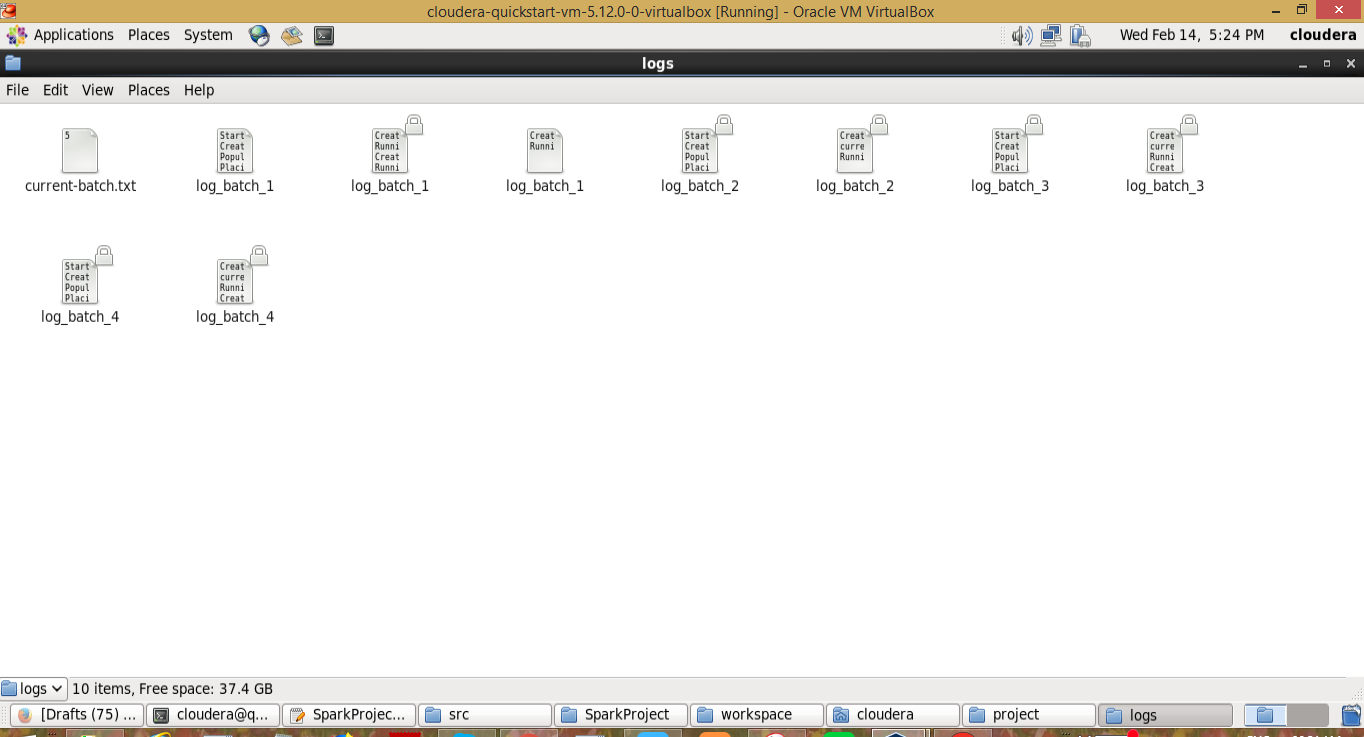 cloudera-quickstart-vm-5.12.0-0-virtualbox [Running] - Oracle VM VirtualBox
Applications Places System Wed Feb 14, 5:24 PM cloudera
logs
File Edit View Places Help
5
current-batch.txt
Start
Creat
Popul
Placi
log_batch_1
Creat
Runni
Creat
Runni
log_batch_1
Creat
Runni
log_batch_1
Start
Creat
Popul
Placi
log_batch_2
Creat
curre
Runni
log_batch_2
Start
Creat
Popul
Placi
log_batch_3
Creat
curre
Runni
Creat
log_batch_3
Start
Creat
Popul
Placi
log_batch_4
Creat
curre
Runni
Creat
log_batch_4
logs 10 items, Free space: 37.4 GB
[Drafts (75) ... cloudera@q... SparkProjec... src SparkProject workspace cloudera project logs